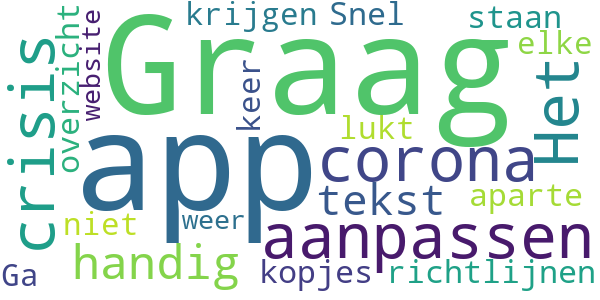 krijgen Snel staan
Graag elke
crisis overzicht website keer Het
app lukt corona
tekst aparte
niet weer aanpassen
Ga handig kopjes richtlijnen